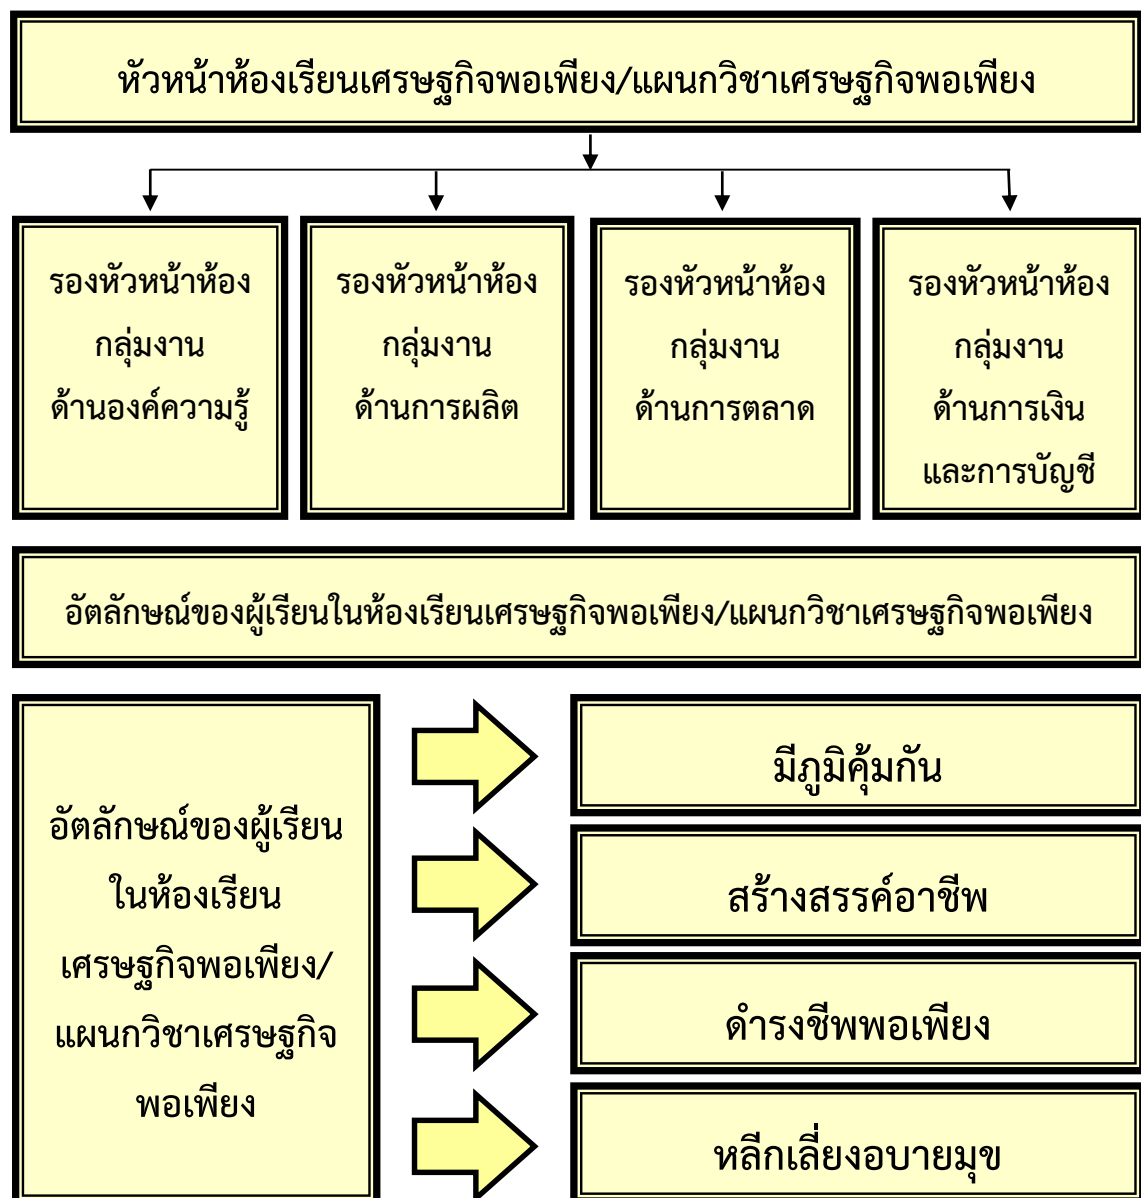 หัวหน้าห้องเรียนเศรษฐกิจพอเพียง/แผนกวิชาเศรษฐกิจพอเพียง
รองหัวหน้าห้อง
กลุ่มงาน
ด้านองค์ความรู้
รองหัวหน้าห้อง
กลุ่มงาน
ด้านการผลิต
รองหัวหน้าห้อง
กลุ่มงาน
ด้านการตลาด
รองหัวหน้าห้อง
กลุ่มงาน
ด้านการเงิน
และการบัญชี
อัตลักษณ์ของผู้เรียนในห้องเรียนเศรษฐกิจพอเพียง/แผนกวิชาเศรษฐกิจพอเพียง
อัตลักษณ์ของผู้เรียน
ในห้องเรียน
เศรษฐกิจพอเพียง/
แผนกวิชาเศรษฐกิจ
พอเพียง
มีภูมิคุ้มกัน
สร้างสรรค์อาชีพ
ดำรงชีพพอเพียง
หลีกเลี่ยงอบายมุข